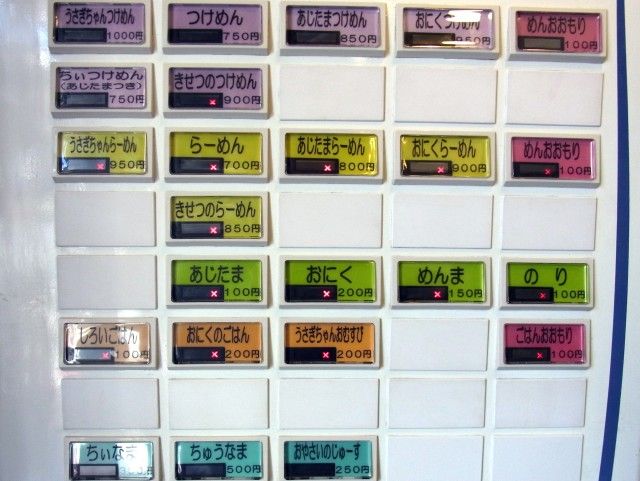 うさぎちゃんつけめん
1000円
つけめん
750円
あじたまつけめん
850円
おにくつけめん
950円
めんおおもり
100円
ちぃつけめん
(あじたまつき)
750円
きせつのつけめん
900円
うさぎちゃんらーめん
950円
らーめん
700円
あじたまらーめん
800円
おにくらーめん
900円
めんおおもり
100円
きせつのらーめん
850円
あじたま
100円
おにく
200円
めんま
150円
のり
100円
しろいごはん
100円
おにくのごはん
200円
うさぎちゃんおむすび
200円
ごはんおおもり
100円
ちぃなま
ちゅうなま
500円
おやさいのじゅーす
250円